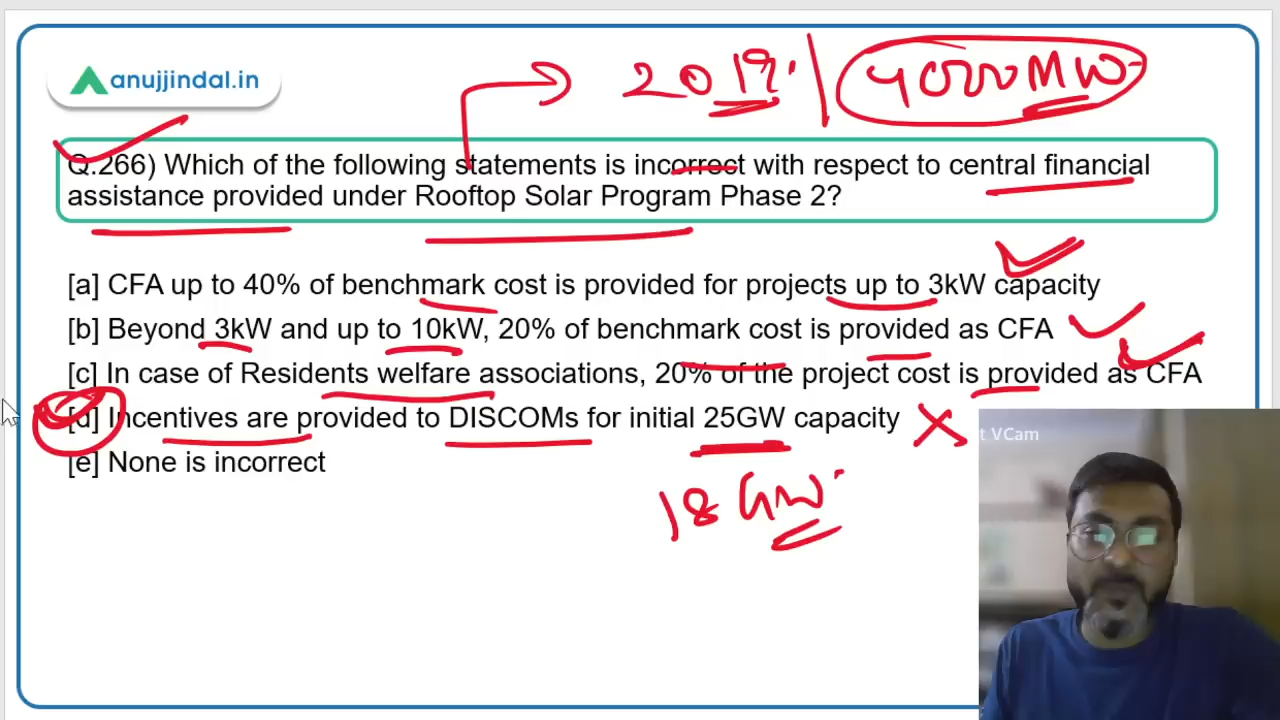 anujjindal.in
2019
4000MW
Q.266) Which of the following statements is incorrect with respect to central financial
assistance provided under Rooftop Solar Program Phase 2?
[a] CFA up to 40% of benchmark cost is provided for projects up to 3kW capacity
[b] Beyond 3kW and up to 10kW, 20% of benchmark cost is provided as CFA
[c] In case of Residents welfare associations, 20% of the project cost is provided as CFA
[d] Incentives are provided to DISCOMs for initial 25GW capacity
t VCam
[e] None is incorrect
18 GW